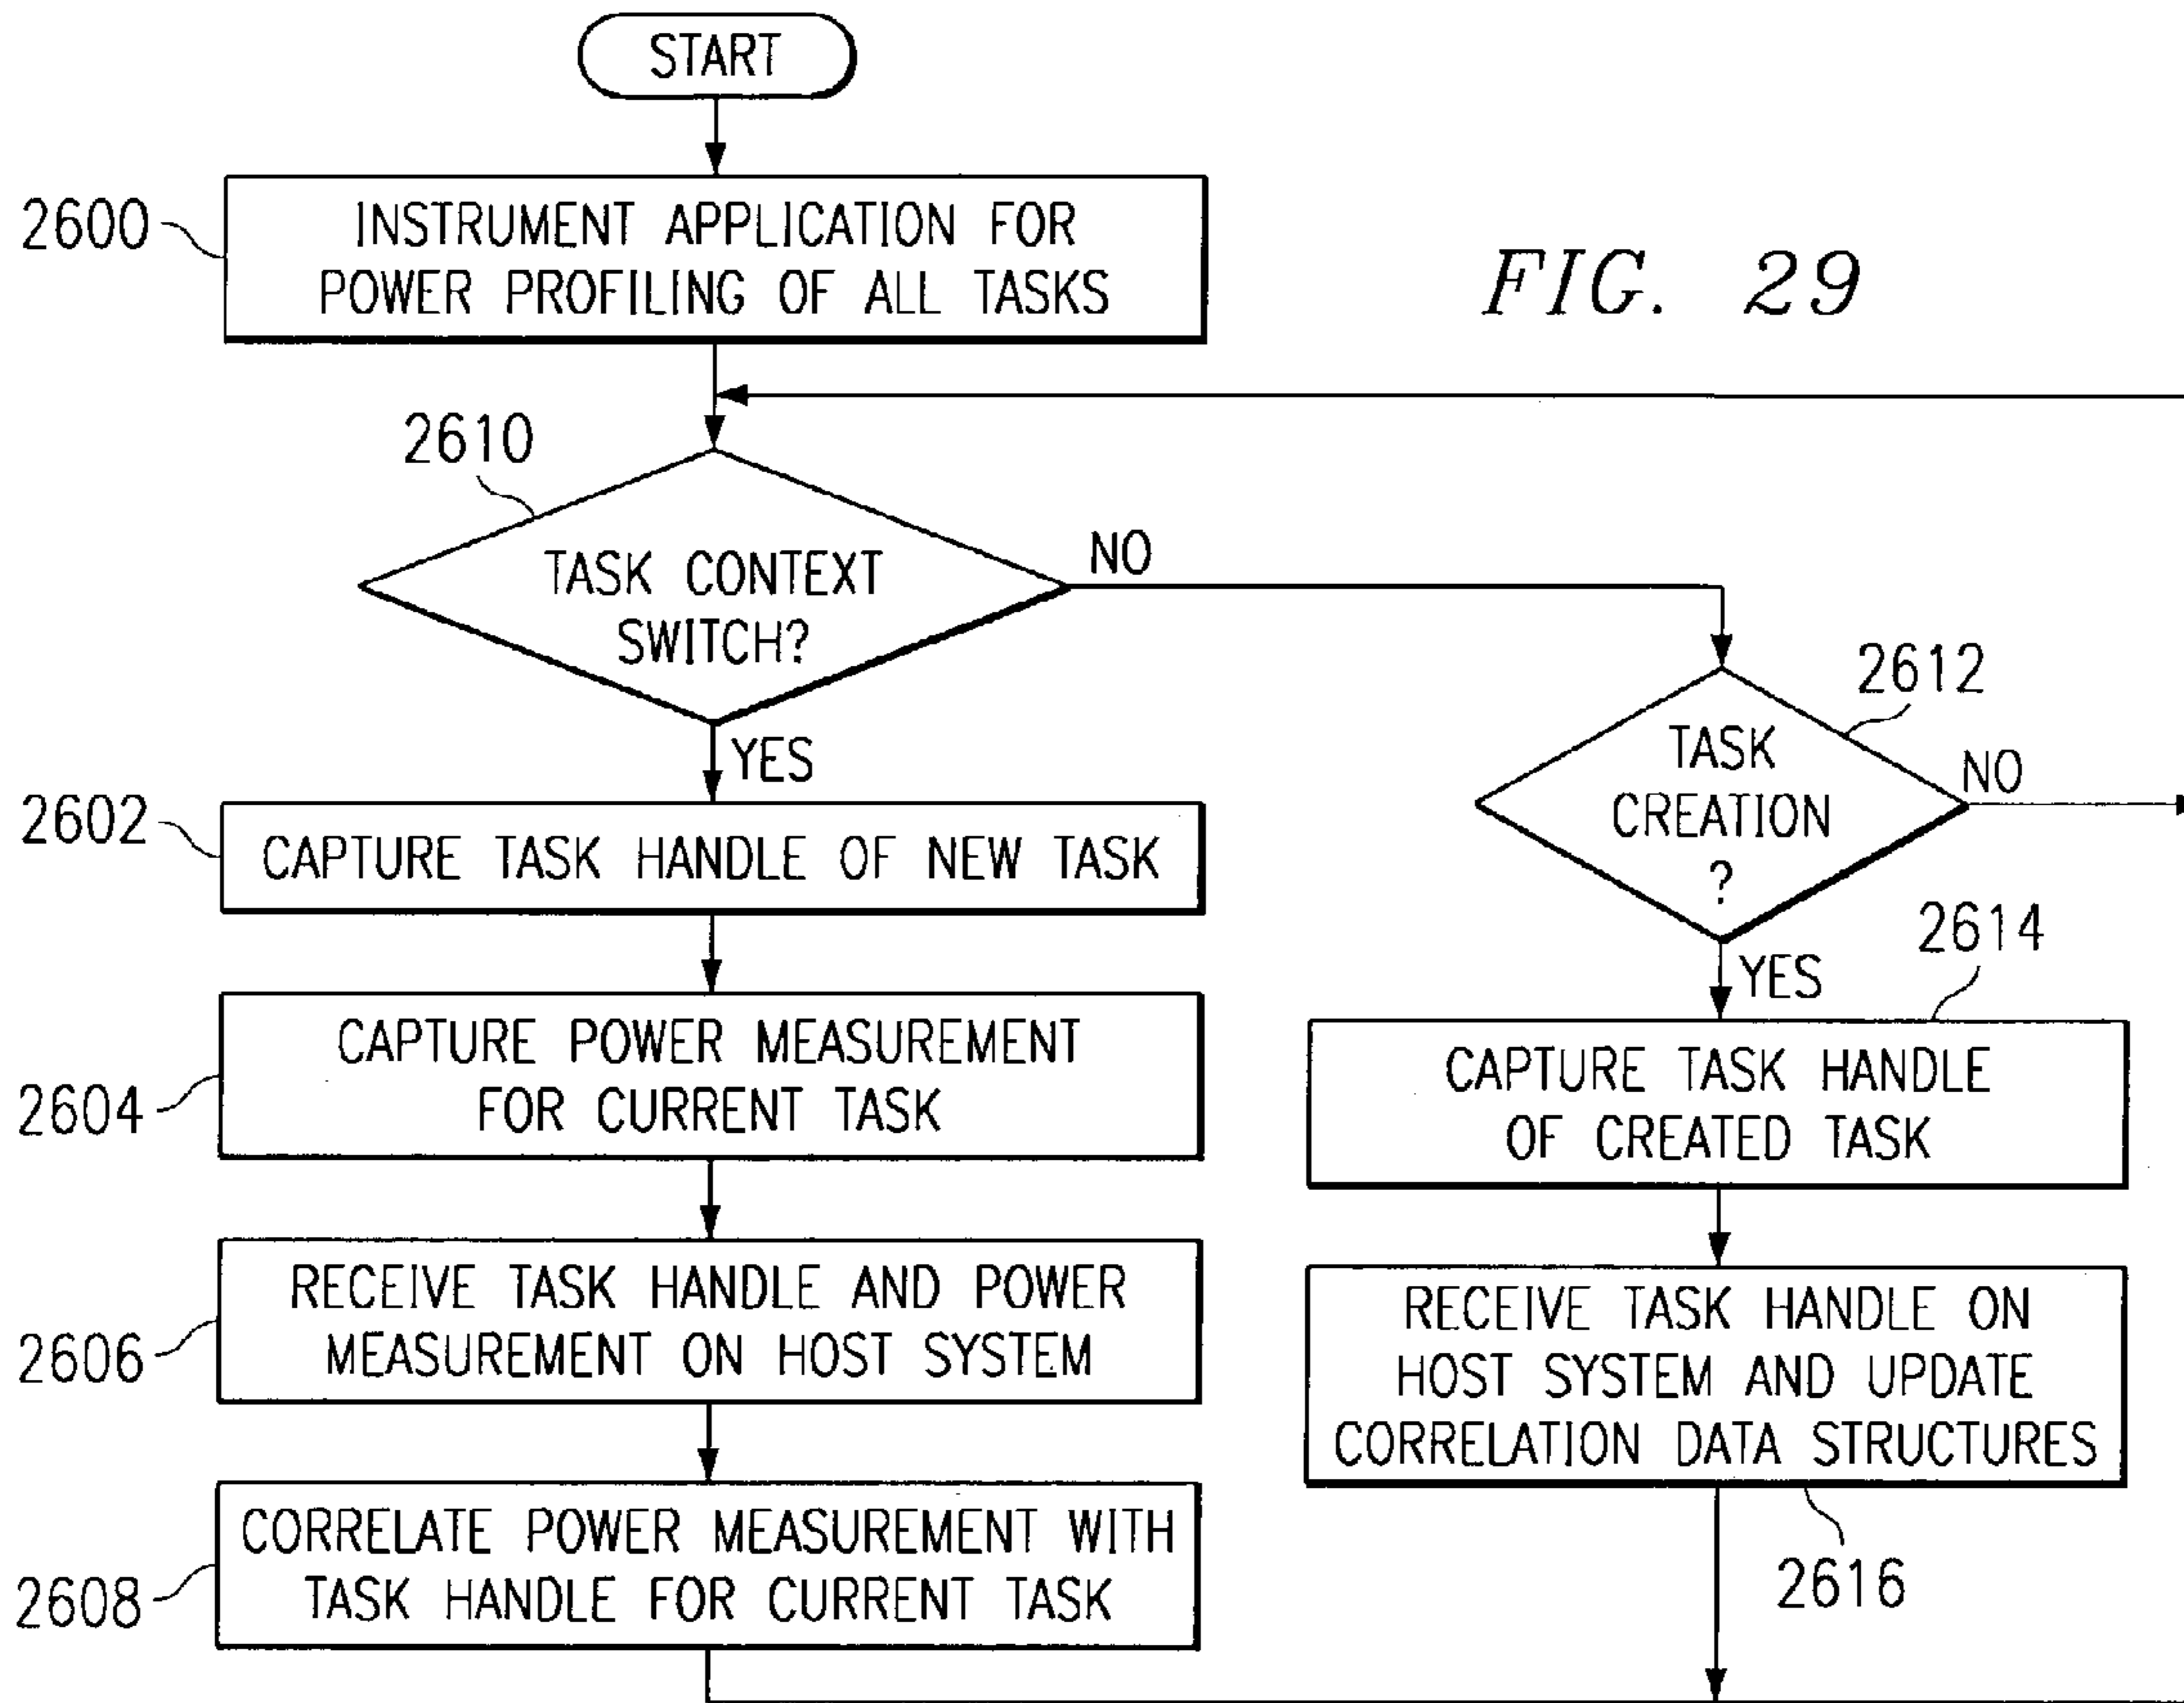 START
2600
INSTRUMENT APPLICATION FOR
POWER PROFILING OF ALL TASKS
FIG. 29
2610
TASK CONTEXT
SWITCH?
NO
YES
2612
TASK
CREATION
?
NO
YES
2602
CAPTURE TASK HANDLE OF NEW TASK
2604
CAPTURE POWER MEASUREMENT
FOR CURRENT TASK
2606
RECEIVE TASK HANDLE AND POWER
MEASUREMENT ON HOST SYSTEM
2608
CORRELATE POWER MEASUREMENT WITH
TASK HANDLE FOR CURRENT TASK
2614
CAPTURE TASK HANDLE
OF CREATED TASK
RECEIVE TASK HANDLE ON
HOST SYSTEM AND UPDATE
CORRELATION DATA STRUCTURES
2616